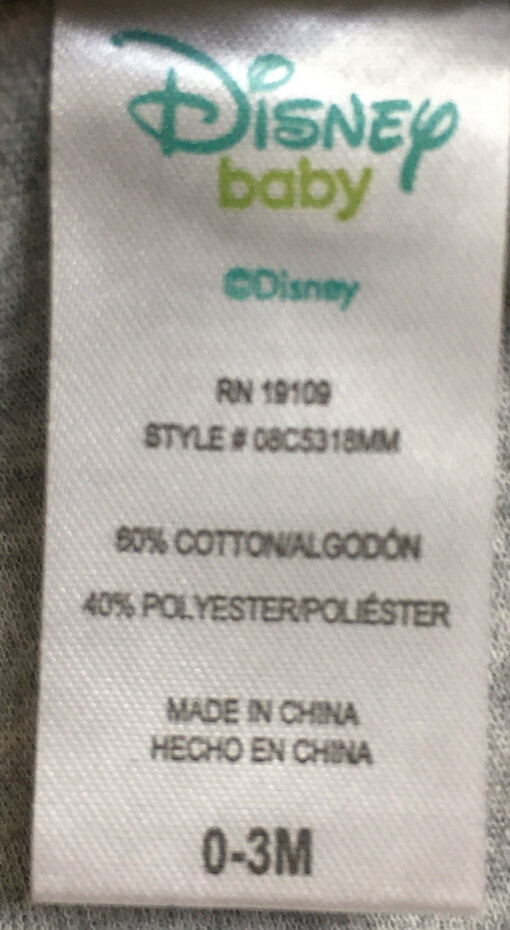 Disney
baby
©Disney
RN 19109
STYLE # 08C5318MM
60% COTTON/ALGODÓN
40% POLYESTER/POLIÉSTER
MADE IN CHINA
HECHO EN CHINA
0-3M